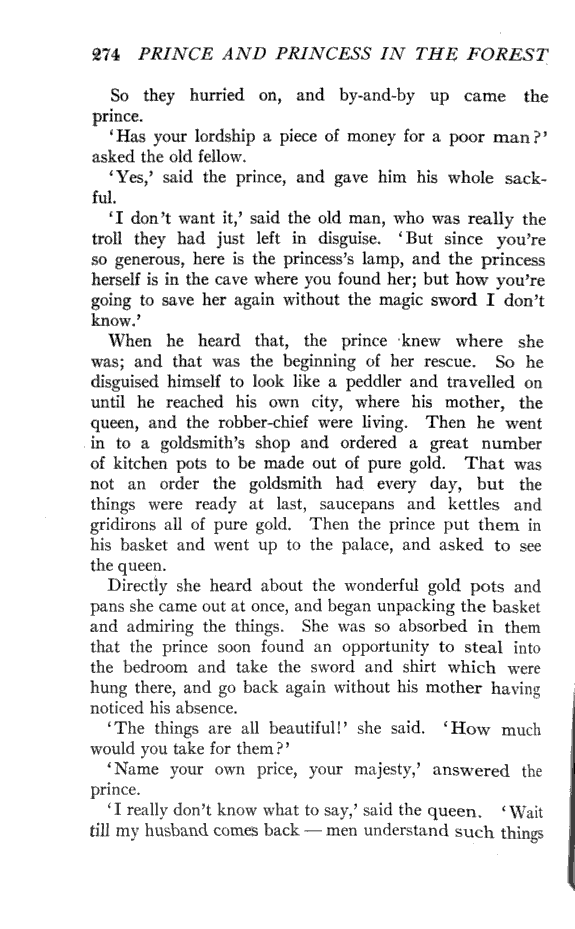 274 PRINCE AND PRINCESS IN THE FOREST
So they hurried on, and by-and-by up came the
prince.
'Has your lordship a piece of money for a poor man?'
asked the old fellow.
'Yes,' said the prince, and gave him his whole sack-
ful.
'I don't want it,' said the old man, who was really the
troll they had just left in disguise. 'But since you're
so generous, here is the princess's lamp, and the princess
herself is in the cave where you found her; but how you're
going to save her again without the magic sword I don't
know.'
When he heard that, the prince knew where she
was; and that was the beginning of her rescue. So he
disguised himself to look like a peddler and travelled on
until he reached his own city, where his mother, the
queen, and the robber-chief were living. Then he went
in to a goldsmith's shop and ordered a great number
of kitchen pots to be made out of pure gold. That was
not an order the goldsmith had every day, but the
things were ready at last, saucepans and kettles and
gridirons all of pure gold. Then the prince put them in
his basket and went up to the palace, and asked to see
the queen.
Directly she heard about the wonderful gold pots and
pans she came out at once, and began unpacking the basket
and admiring the things. She was so absorbed in them
that the prince soon found an opportunity to steal into
the bedroom and take the sword and shirt which were
hung there, and go back again without his mother having
noticed his absence.
'The things are all beautiful!' she said. 'How much
would you take for them?'
'Name your own price, your majesty,' answered the
prince.
'I really don't know what to say,' said the queen. 'Wait
till my husband comes back — men understand such things